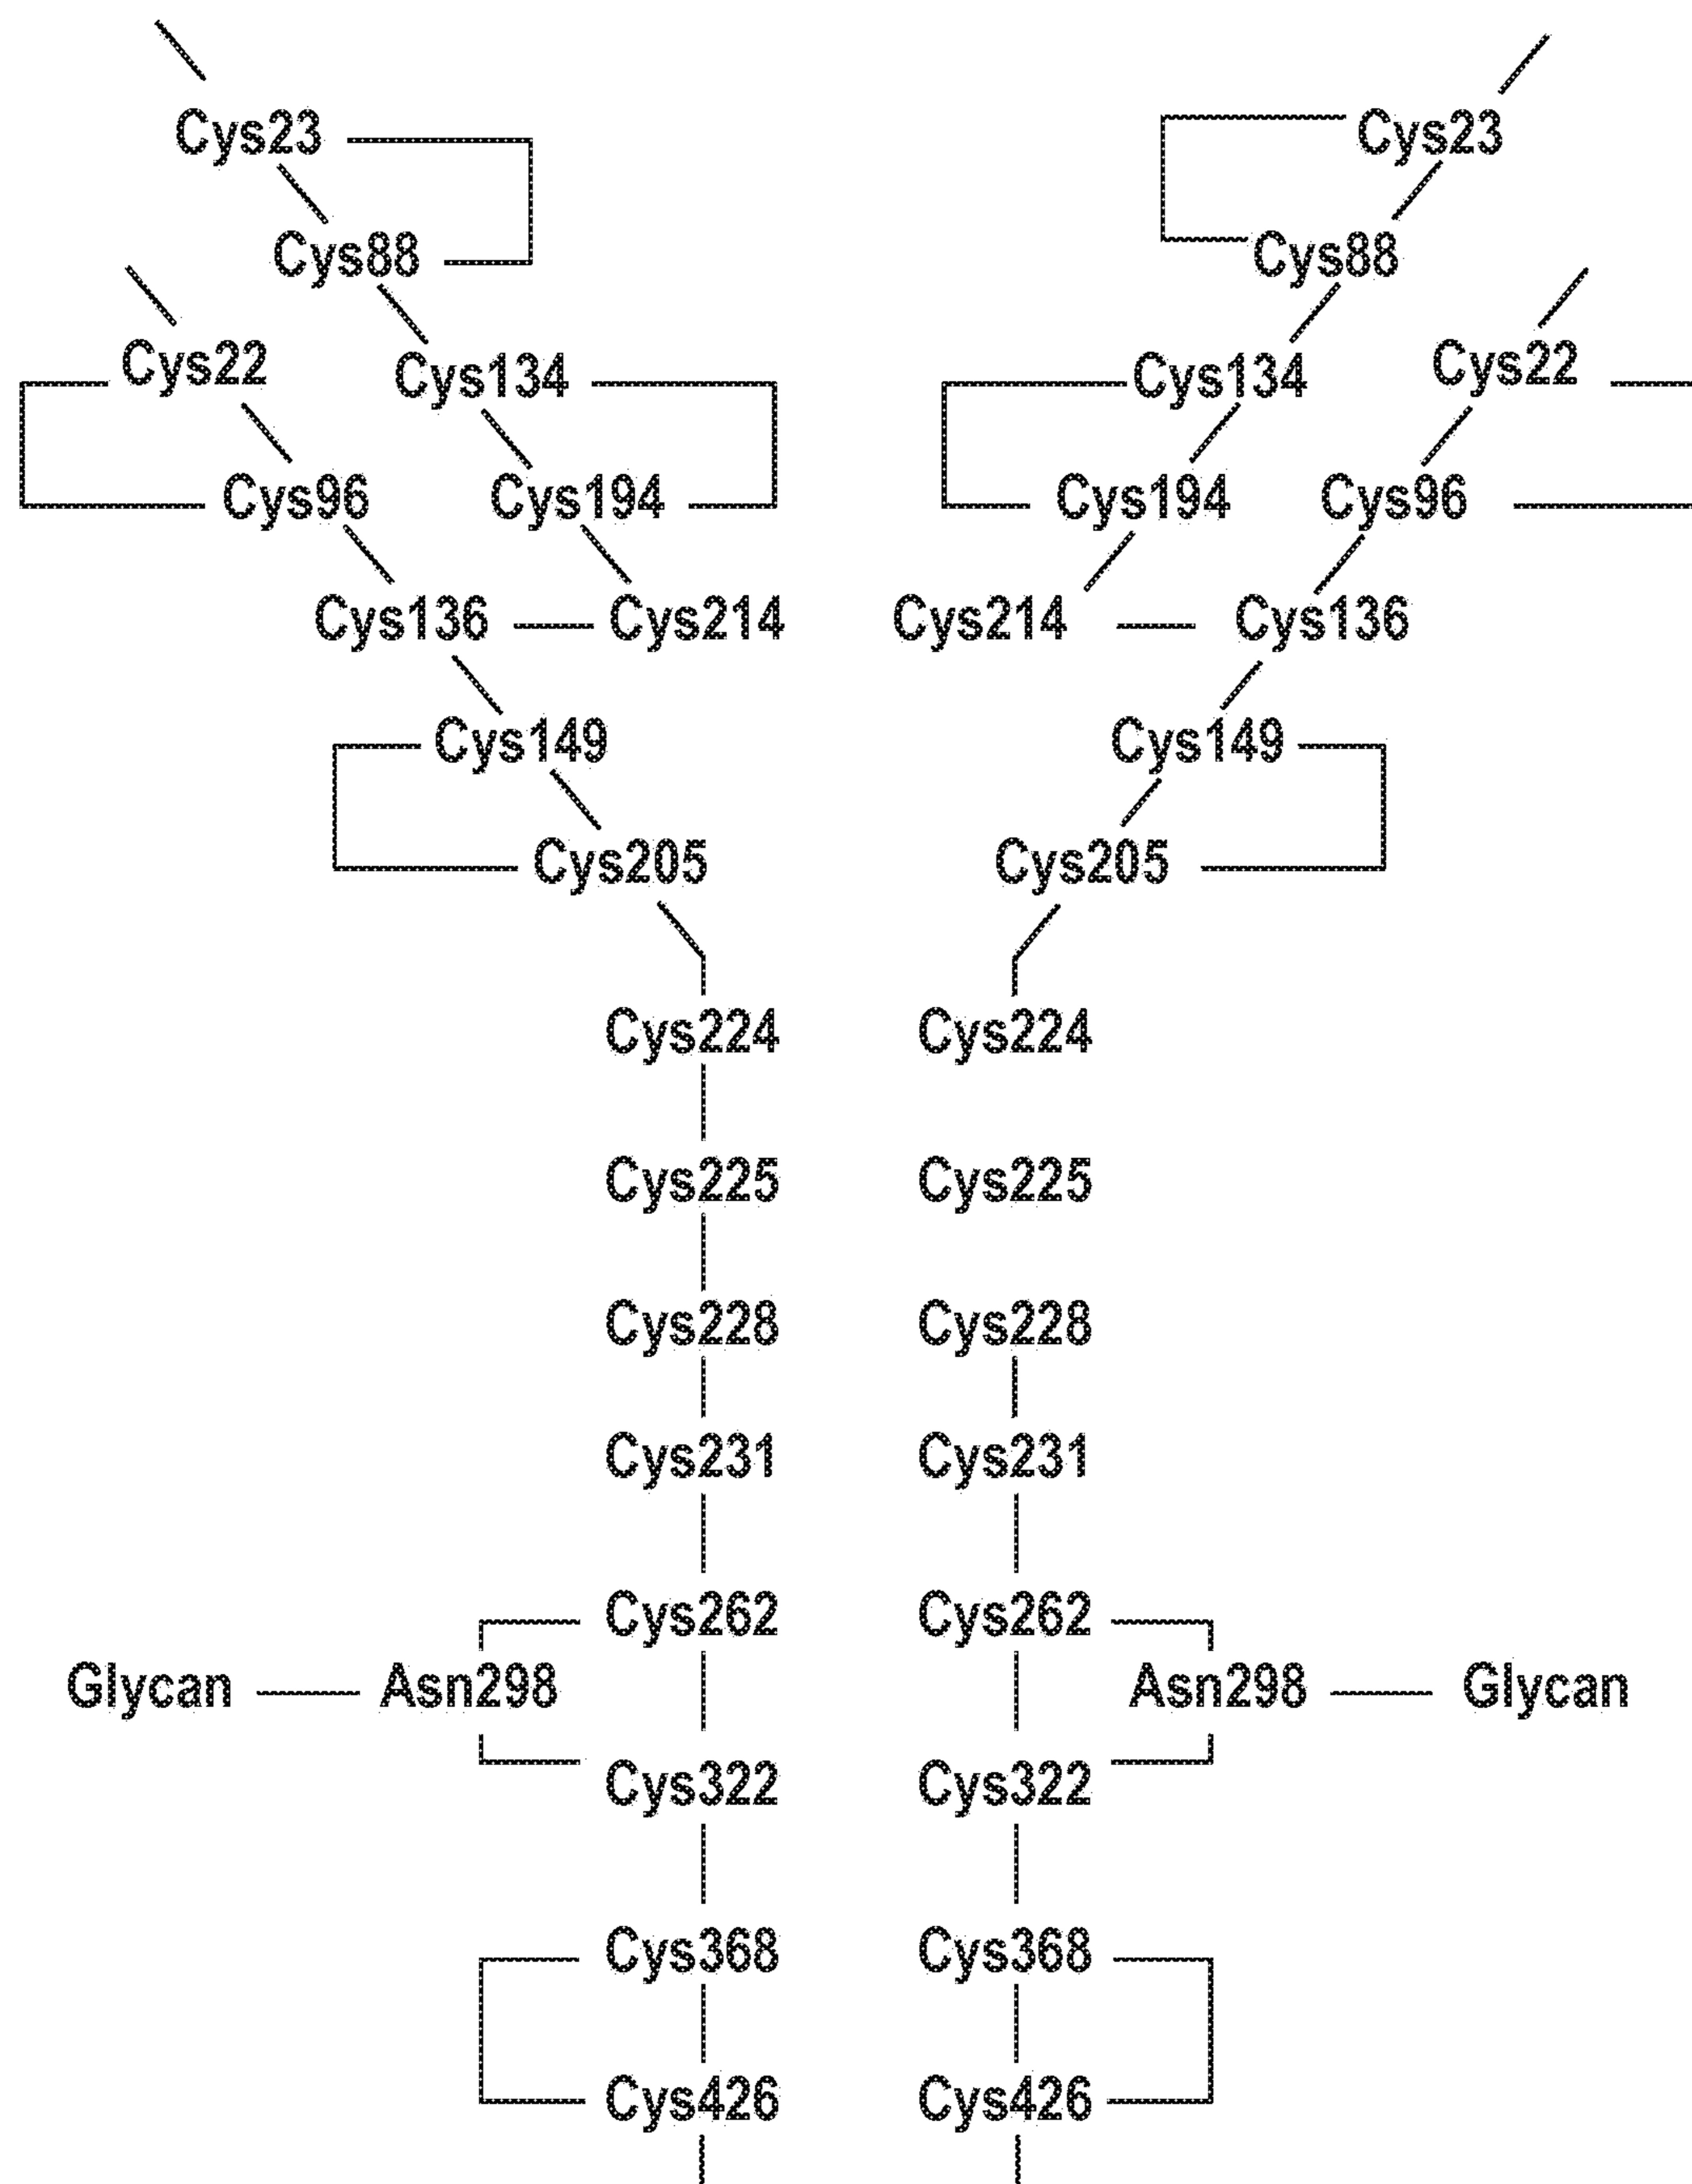 Cys23 Cys23
Cys88 Cys88
Cys22 Cys134 Cys134 Cys22
Cys96 Cys194 Cys194 Cys96
Cys136 Cys214 Cys214 Cys136
Cys149 Cys149
Cys205 Cys205
Cys224 Cys224
Cys225 Cys225
Cys228 Cys228
Cys231 Cys231
Cys262 Cys262
Glycan Asn298 Asn298 Glycan
Cys322 Cys322
Cys368 Cys368
Cys426 Cys426